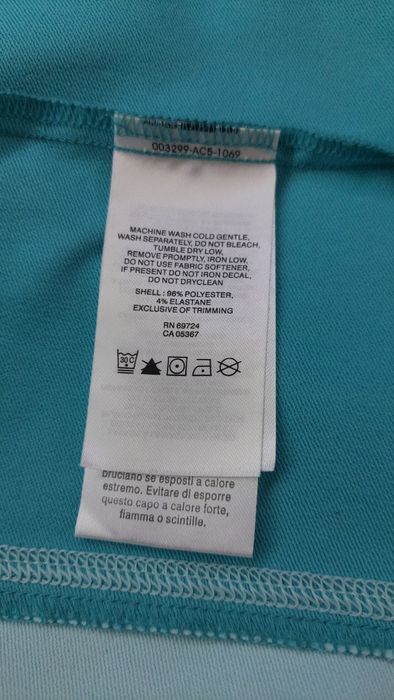 003299-AC5-1069
MACHINE WASH COLD GENTLE,
WASH SEPARATELY, DO NOT BLEACH,
TUMBLE DRY LOW,
REMOVE PROMPTLY, IRON LOW,
DO NOT USE FABRIC SOFTENER,
IF PRESENT DO NOT IRON DECAL,
DO NOT DRYCLEAN
SHELL : 96% POLYESTER,
4% ELASTANE
EXCLUSIVE OF TRIMMING
RN 69724
CA 05367
30 C
bruciano se esposti a calore
estremo. Evitare di esporre
questo capo a calore forte,
fiamma o scintille.